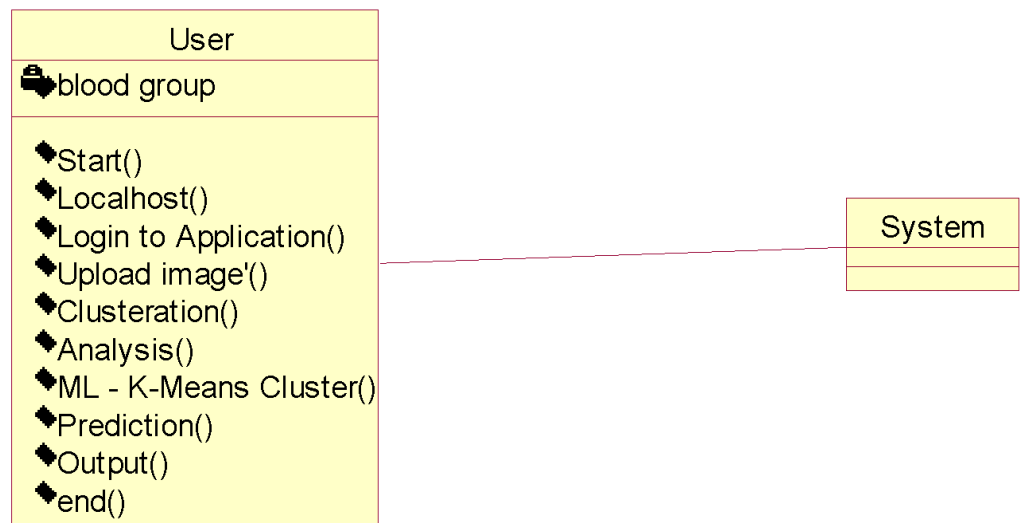 User
blood group
Start()
Localhost()
Login to Application()
Upload image'()
Clusteration()
Analysis()
ML - K-Means Cluster()
Prediction()
Output()
end()
System